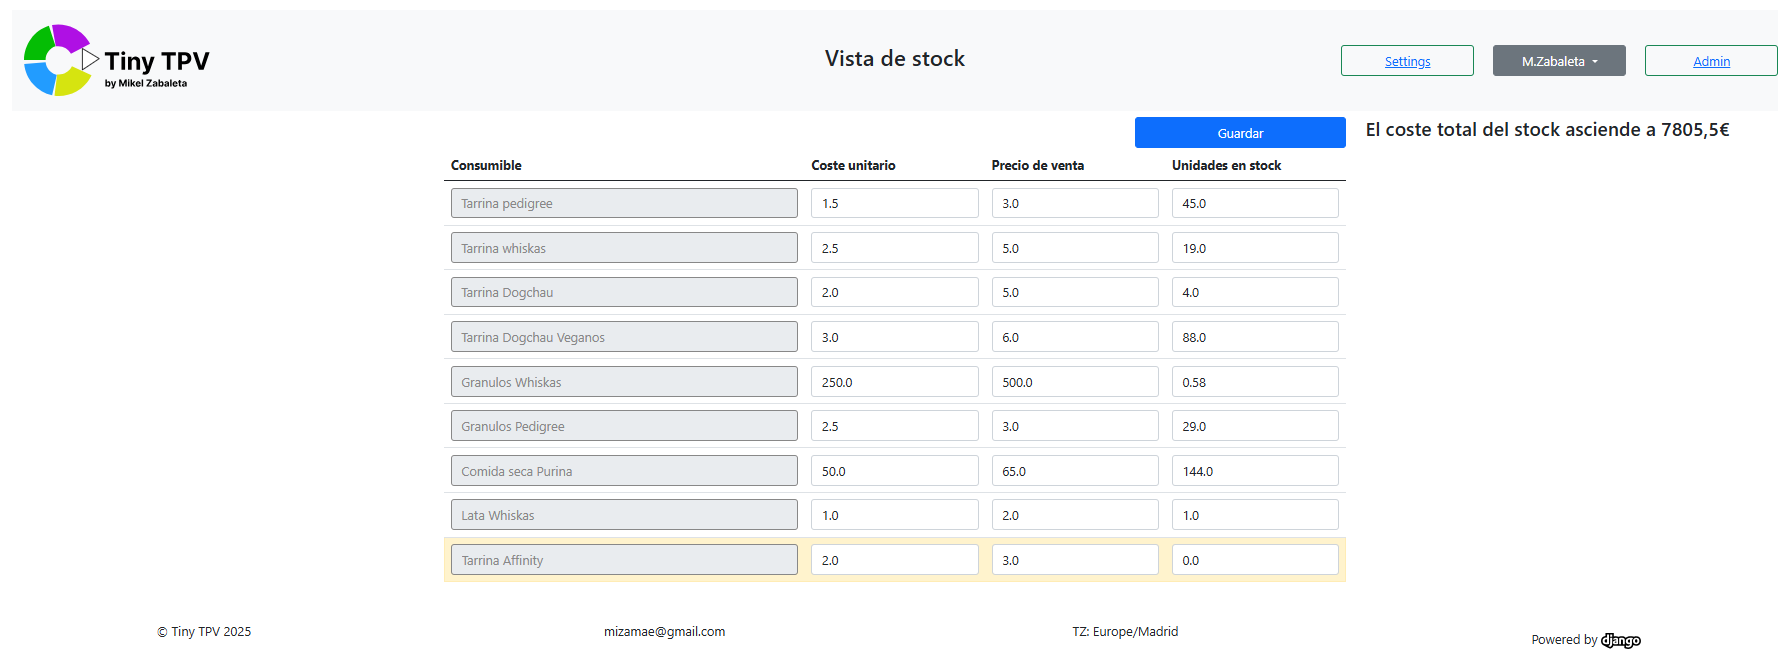 Tiny TPV
by Mikel Zabaleta
Vista de stock
Settings
M.Zabaleta
Admin
Guardar
El coste total del stock asciende a 7805,5€
Consumible Coste unitario Precio de venta Unidades en stock
Tarrina pedigree 1.5 3.0 45.0
Tarrina whiskas 2.5 5.0 19.0
Tarrina Dogchau 2.0 5.0 4.0
Tarrina Dogchau Veganos 3.0 6.0 88.0
Granulos Whiskas 250.0 500.0 0.58
Granulos Pedigree 2.5 3.0 29.0
Comida seca Purina 50.0 65.0 144.0
Lata Whiskas 1.0 2.0 1.0
Tarrina Affinity 2.0 3.0 0.0
© Tiny TPV 2025
mizamae@gmail.com
TZ: Europe/Madrid
Powered by django